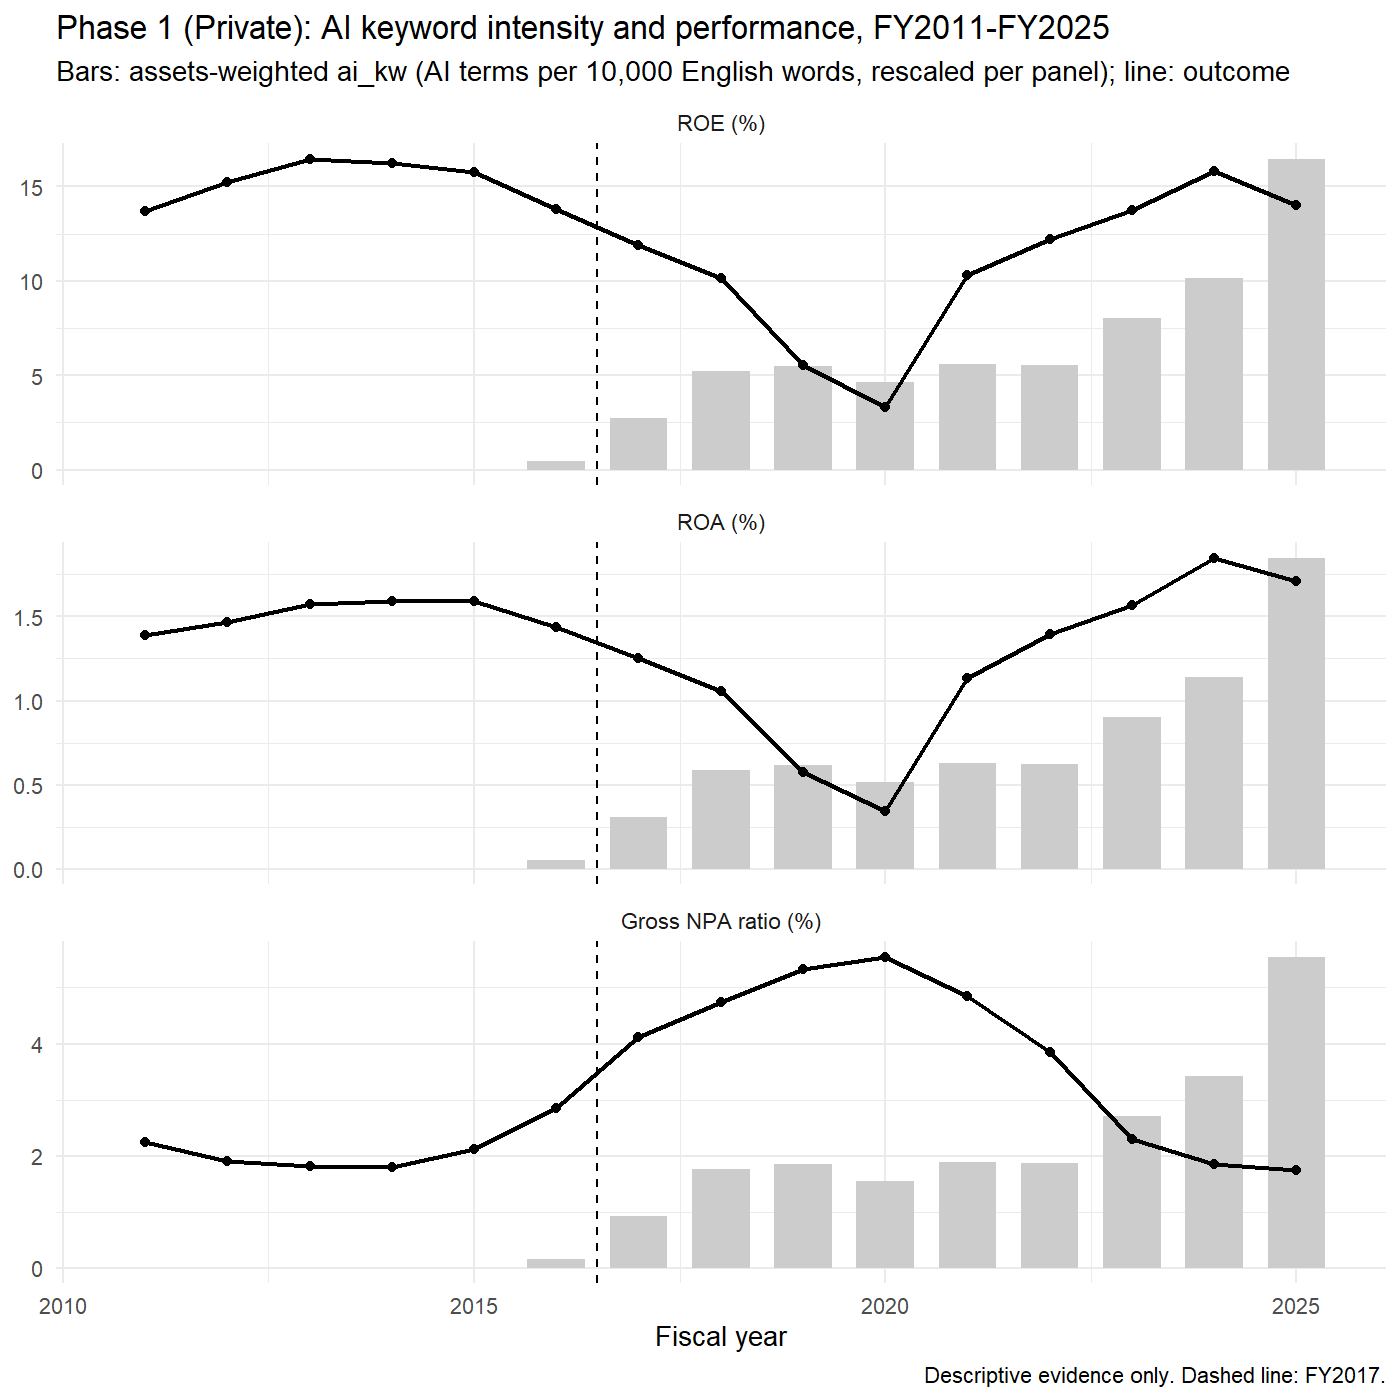 Phase 1 (Private): AI keyword intensity and performance, FY2011-FY2025
Bars: assets-weighted ai_kw (AI terms per 10,000 English words, rescaled per panel); line: outcome
ROE (%)
15
10
5
0
ROA (%)
1.5
1.0
0.5
0.0
Gross NPA ratio (%)
4
2
0
2010 2015 2020 2025
Fiscal year
Descriptive evidence only. Dashed line: FY2017.